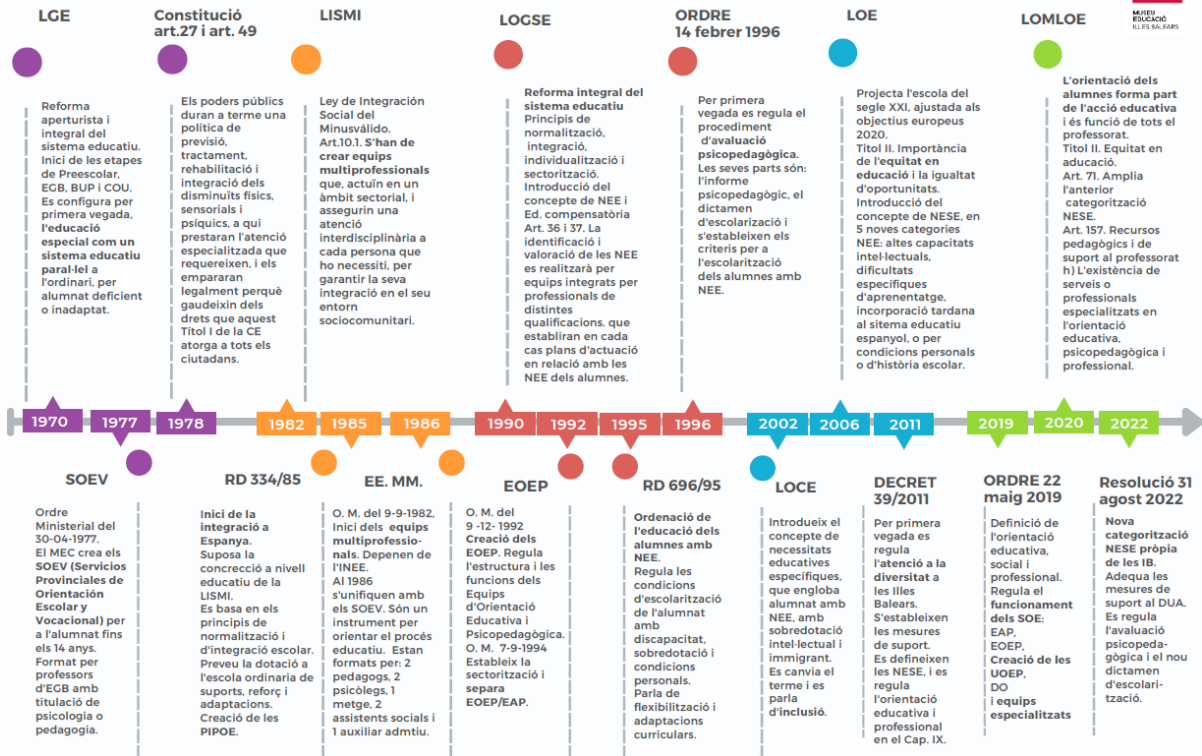 LGE
Reforma
aperturista i
integral del
sistema educatiu.
Inici de les etapes
de Preescolar,
EGB, BUP i COU.
Es configura per
primera vegada,
l'educació
especial com un
sistema educatiu
paral·lel a
l'ordinari, per
alumnat deficient
o inadaptat.
Constitució
art.27 i art. 49
Els poders públics
duran a terme una
política de
previsió,
tractament,
rehabilitació i
integració dels
disminuïts físics,
sensorials i
psíquics, a qui
prestaran l'atenció
especialitzada que
requereixen, i els
empararan
legalment perquè
gaudeixin dels
drets que aquest
Títol I de la CE
atorga a tots els
ciutadans.
LISMI
Ley de Integración
Social del
Minusválido.
Art.10.1. S'han de
crear equips
multiprofessionals
que, actuïn en un
àmbit sectorial, i
assegurin una
atenció
interdisciplinària a
cada persona que
ho necessiti, per
garantir la seva
integració en el seu
entorn
sociocomunitari.
LOGSE
Reforma integral del
sistema educatiu
Principis de
normalització,
integració,
individualització i
sectorització.
Introducció del
concepte de NEE i
Ed. compensatòria
Art. 36 i 37. La
identificació i
valoració de les NEE
es realitzarà per
equips integrats per
professionals de
distintes
qualificacions. que
establiran en cada
cas plans d'actuació
en relació amb les
NEE dels alumnes.
ORDRE
14 febrer 1996
Per primera
vegada es regula el
procediment
d'avaluació
psicopedagògica.
Les seves parts són:
l'informe
psicopedagògic, el
dictamen
d'escolarizació i
s'estableixen els
criteris per a
l'escolarització
dels alumnes amb
NEE.
LOE
Projecta l'escola del
segle XXI, ajustada als
objectius europeus
2020.
Titol II. Importància
de l'equitat en
educació i la igualtat
d'oportunitats.
Introducció del
concepte de NESE, en
5 noves categories
NEE: altes capacitats
intel·lectuals,
dificultats
específiques
d'aprenentatge,
incorporació tardana
al sitema educatiu
espanyol, o per
condicions personals
o d'història escolar.
LOMLOE
L'orientació dels
alumnes forma part
de l'acció educativa
i és funció de tots el
professorat.
Titol II. Equitat en
aducació.
Art. 71. Amplia
l'anterior
categorització
NESE.
Art. 157. Recursos
pedagògics i de
suport al professorat
h) L'existència de
serveis o
professionals
especialitzats en
l'orientació
educativa,
psicopedagògica i
professional.
MUSEU
EDUCACIÓ
ILLES BALEARS
1970
1977
1978
1982
1985
1986
1990
1992
1995
1996
2002
2006
2011
2019
2020
2022
SOEV
Ordre
Ministerial del
30-04-1977.
El MEC crea els
SOEV (Servicios
Provinciales de
Orientación
Escolar y
Vocacional) per
a l'alumnat fins
els 14 anys.
Format per
professors
d'EGB amb
titulació de
psicologia o
pedagogia.
RD 334/85
Inici de la
integració a
Espanya.
Suposa la
concrecció a nivell
educatiu de la
LISMI.
Es basa en els
principis de
normalització i
d'integració escolar.
Preveu la dotació a
l'escola ordinaria de
suports, reforç i
adaptacions.
Creació de les
PIPOE.
EE. MM.
O. M. del 9-9-1982,
Inici dels equips
multiprofessio-
nals. Depenen de
l'INEE.
Al 1986
s'unifiquen amb
els SOEV. Són un
instrument per
orientar el procés
educatiu. Estan
formats per: 2
pedagogs, 2
psicòlegs, 1
metge, 2
assistents socials i
1 auxiliar admtiu.
EOEP
O. M. del
9 -12- 1992
Creación dels
EOEP. Regula
l'estructura i les
funcions dels
Equips
d'Orientació
Educativa i
Psicopedagògica.
O. M. 7-9-1994
Estableix la
sectorització i
separa
EOEP/EAP.
RD 696/95
Ordenació de
l'educació dels
alumnes amb
NEE.
Regula les
condicions
d'escolarització
de l'alumnat
amb
discapacitat,
sobredotació i
condicions
personals.
Parla de
flexibilització i
adaptacions
curriculars.
LOCE
Introdueix el
concepte de
necessitats
educatives
específiques,
que engloba
alumnat amb
NEE, amb
sobredotació
intel·lectual i
immigrant.
Es canvia el
terme i es
parla
d'inclusió.
DECRET
39/2011
Per primera
vegada es
regula
l'atenció a la
diversitat a
les Illes
Balears.
S'estableixen
les mesures
de suport.
Es defineixen
les NESE, i es
regula
l'orientació
educativa i
professional
en el Cap. IX.
ORDRE 22
maig 2019
Definició de
l'orientació
educativa,
social i
professional.
Regula el
funcionament
dels SOE:
EAP,
EOEP,
Creació de les
UOEP,
DO
i equips
especialitzats
Resolució 31
agost 2022
Nova
categorització
NESE pròpia
de les IB.
Adequa les
mesures de
suport al DUA.
Es regula
l'avaluació
psicopeda-
gògica i el nou
dictamen
d'escolari-
tzació.